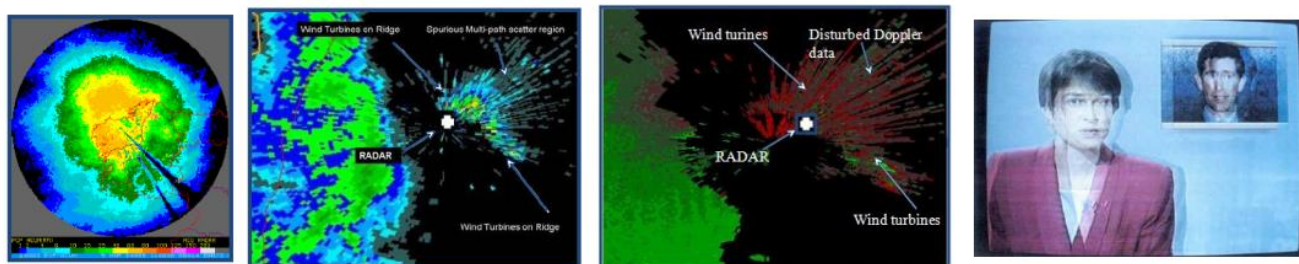 Wind Turbines on Ridge
Spurious Multi-path scatter region
RADAR
Wind Turbines on Ridge
Wind turines
Disturbed Doppler
data
RADAR
Wind turbines